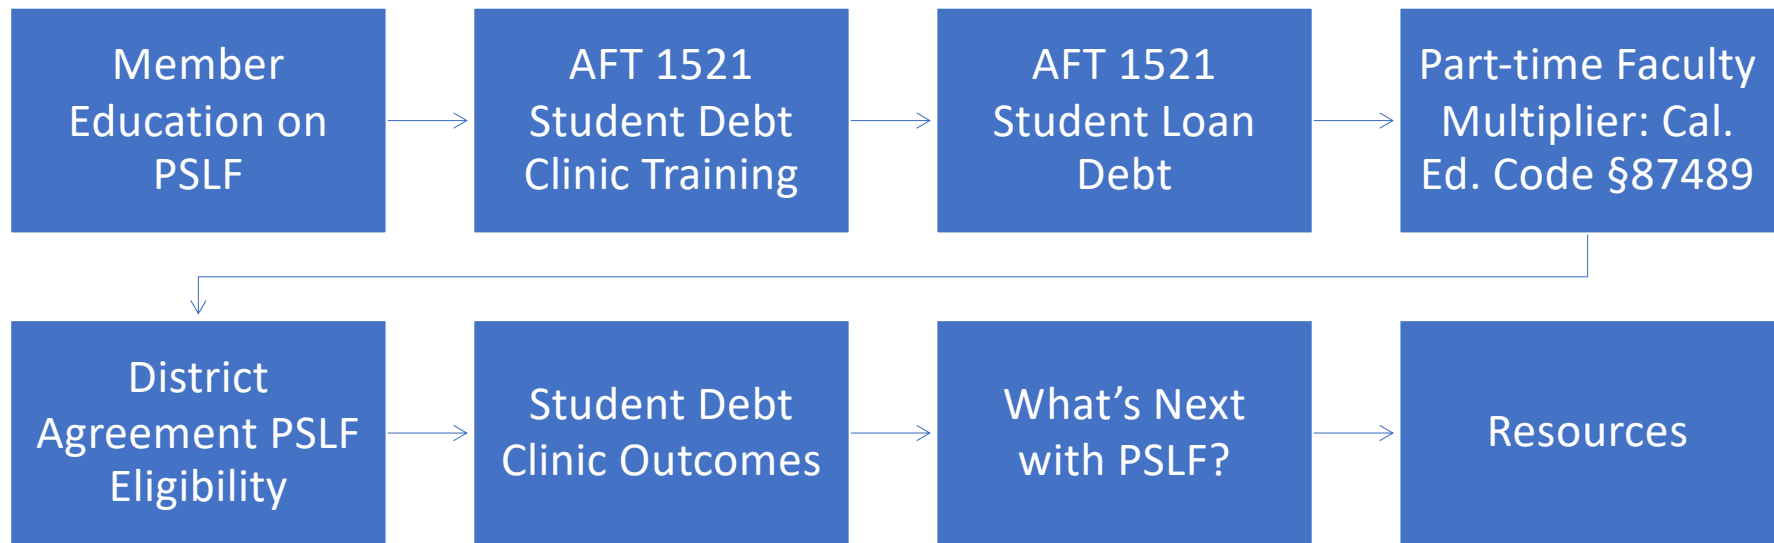 Member
Education on
PSLF
AFT 1521
Student Debt
Clinic Training
AFT 1521
Student Loan
Debt
Part-time Faculty
Multiplier: Cal.
Ed. Code §87489
District
Agreement PSLF
Eligibility
Student Debt
Clinic Outcomes
What’s Next
with PSLF?
Resources